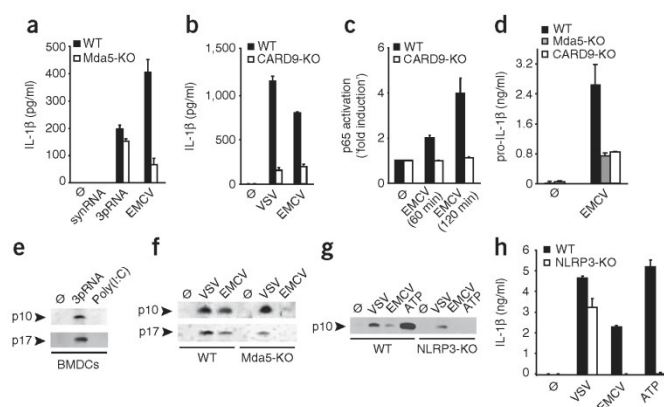 a
WT
Mda5-KO
IL-1β (pg/ml)
500
400
300
200
100
0
∅
synRNA
3pRNA
EMCV
b
WT
CARD9-KO
IL-1β (pg/ml)
1,500
1,000
500
0
∅
VSV
EMCV
c
WT
CARD9-KO
p65 activation
('fold induction')
6
4
2
0
∅
EMCV
(60 min)
EMCV
(120 min)
d
WT
Mda5-KO
CARD9-KO
pro-IL-1β (ng/ml)
3.2
2.4
1.6
0.8
0
∅
EMCV
e
∅ 3pRNA Poly(I:C)
p10
p17
BMDCs
f
∅ VSV EMCV ∅ VSV EMCV
p10
p17
WT Mda5-KO
g
∅ VSV EMCV ATP ∅ VSV EMCV ATP
p10
WT NLRP3-KO
h
WT
NLRP3-KO
IL-1β (ng/ml)
6
5
4
3
2
1
0
∅
VSV
EMCV
ATP